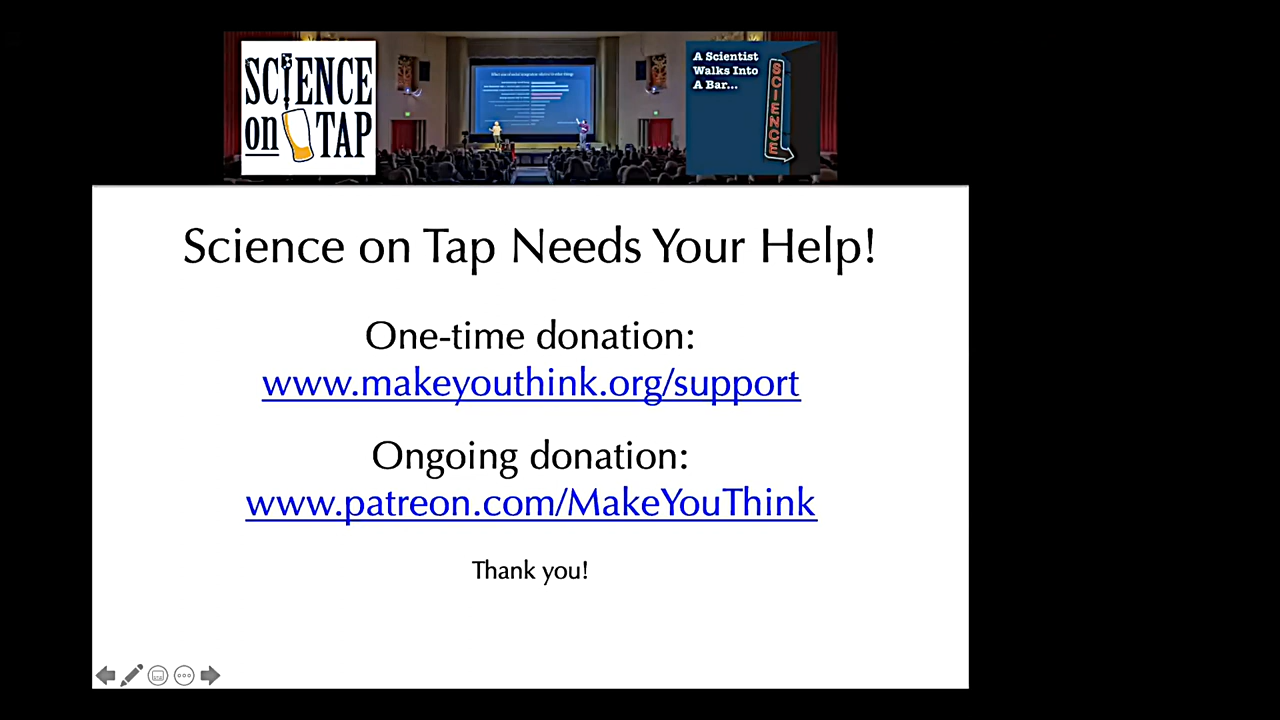 SCIENCE
on TAP
A Scientist
Walks Into
A Bar...
SCIENCE
Science on Tap Needs Your Help!
One-time donation:
www.makeyouthink.org/support
Ongoing donation:
www.patreon.com/MakeYouThink
Thank you!